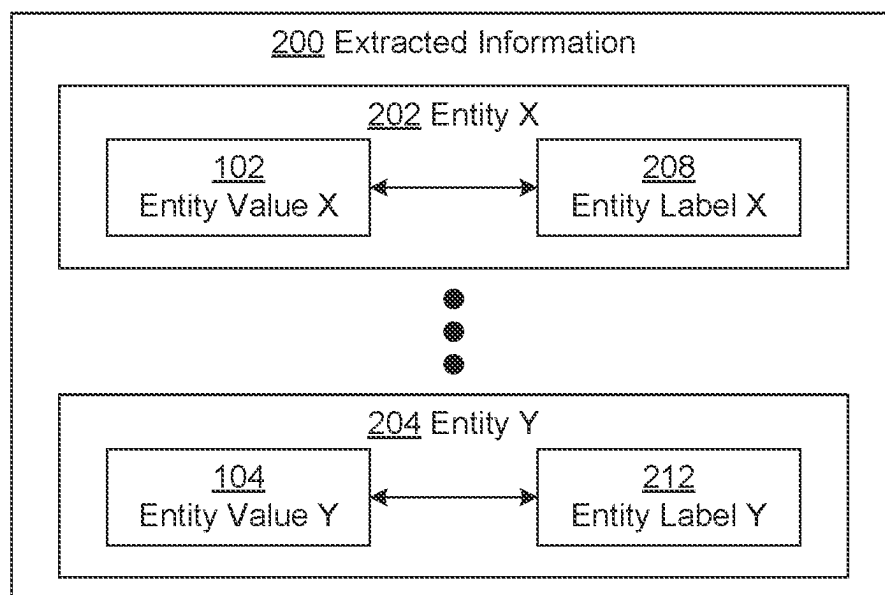 200 Extracted Information
202 Entity X
102
Entity Value X
208
Entity Label X
204 Entity Y
104
Entity Value Y
212
Entity Label Y